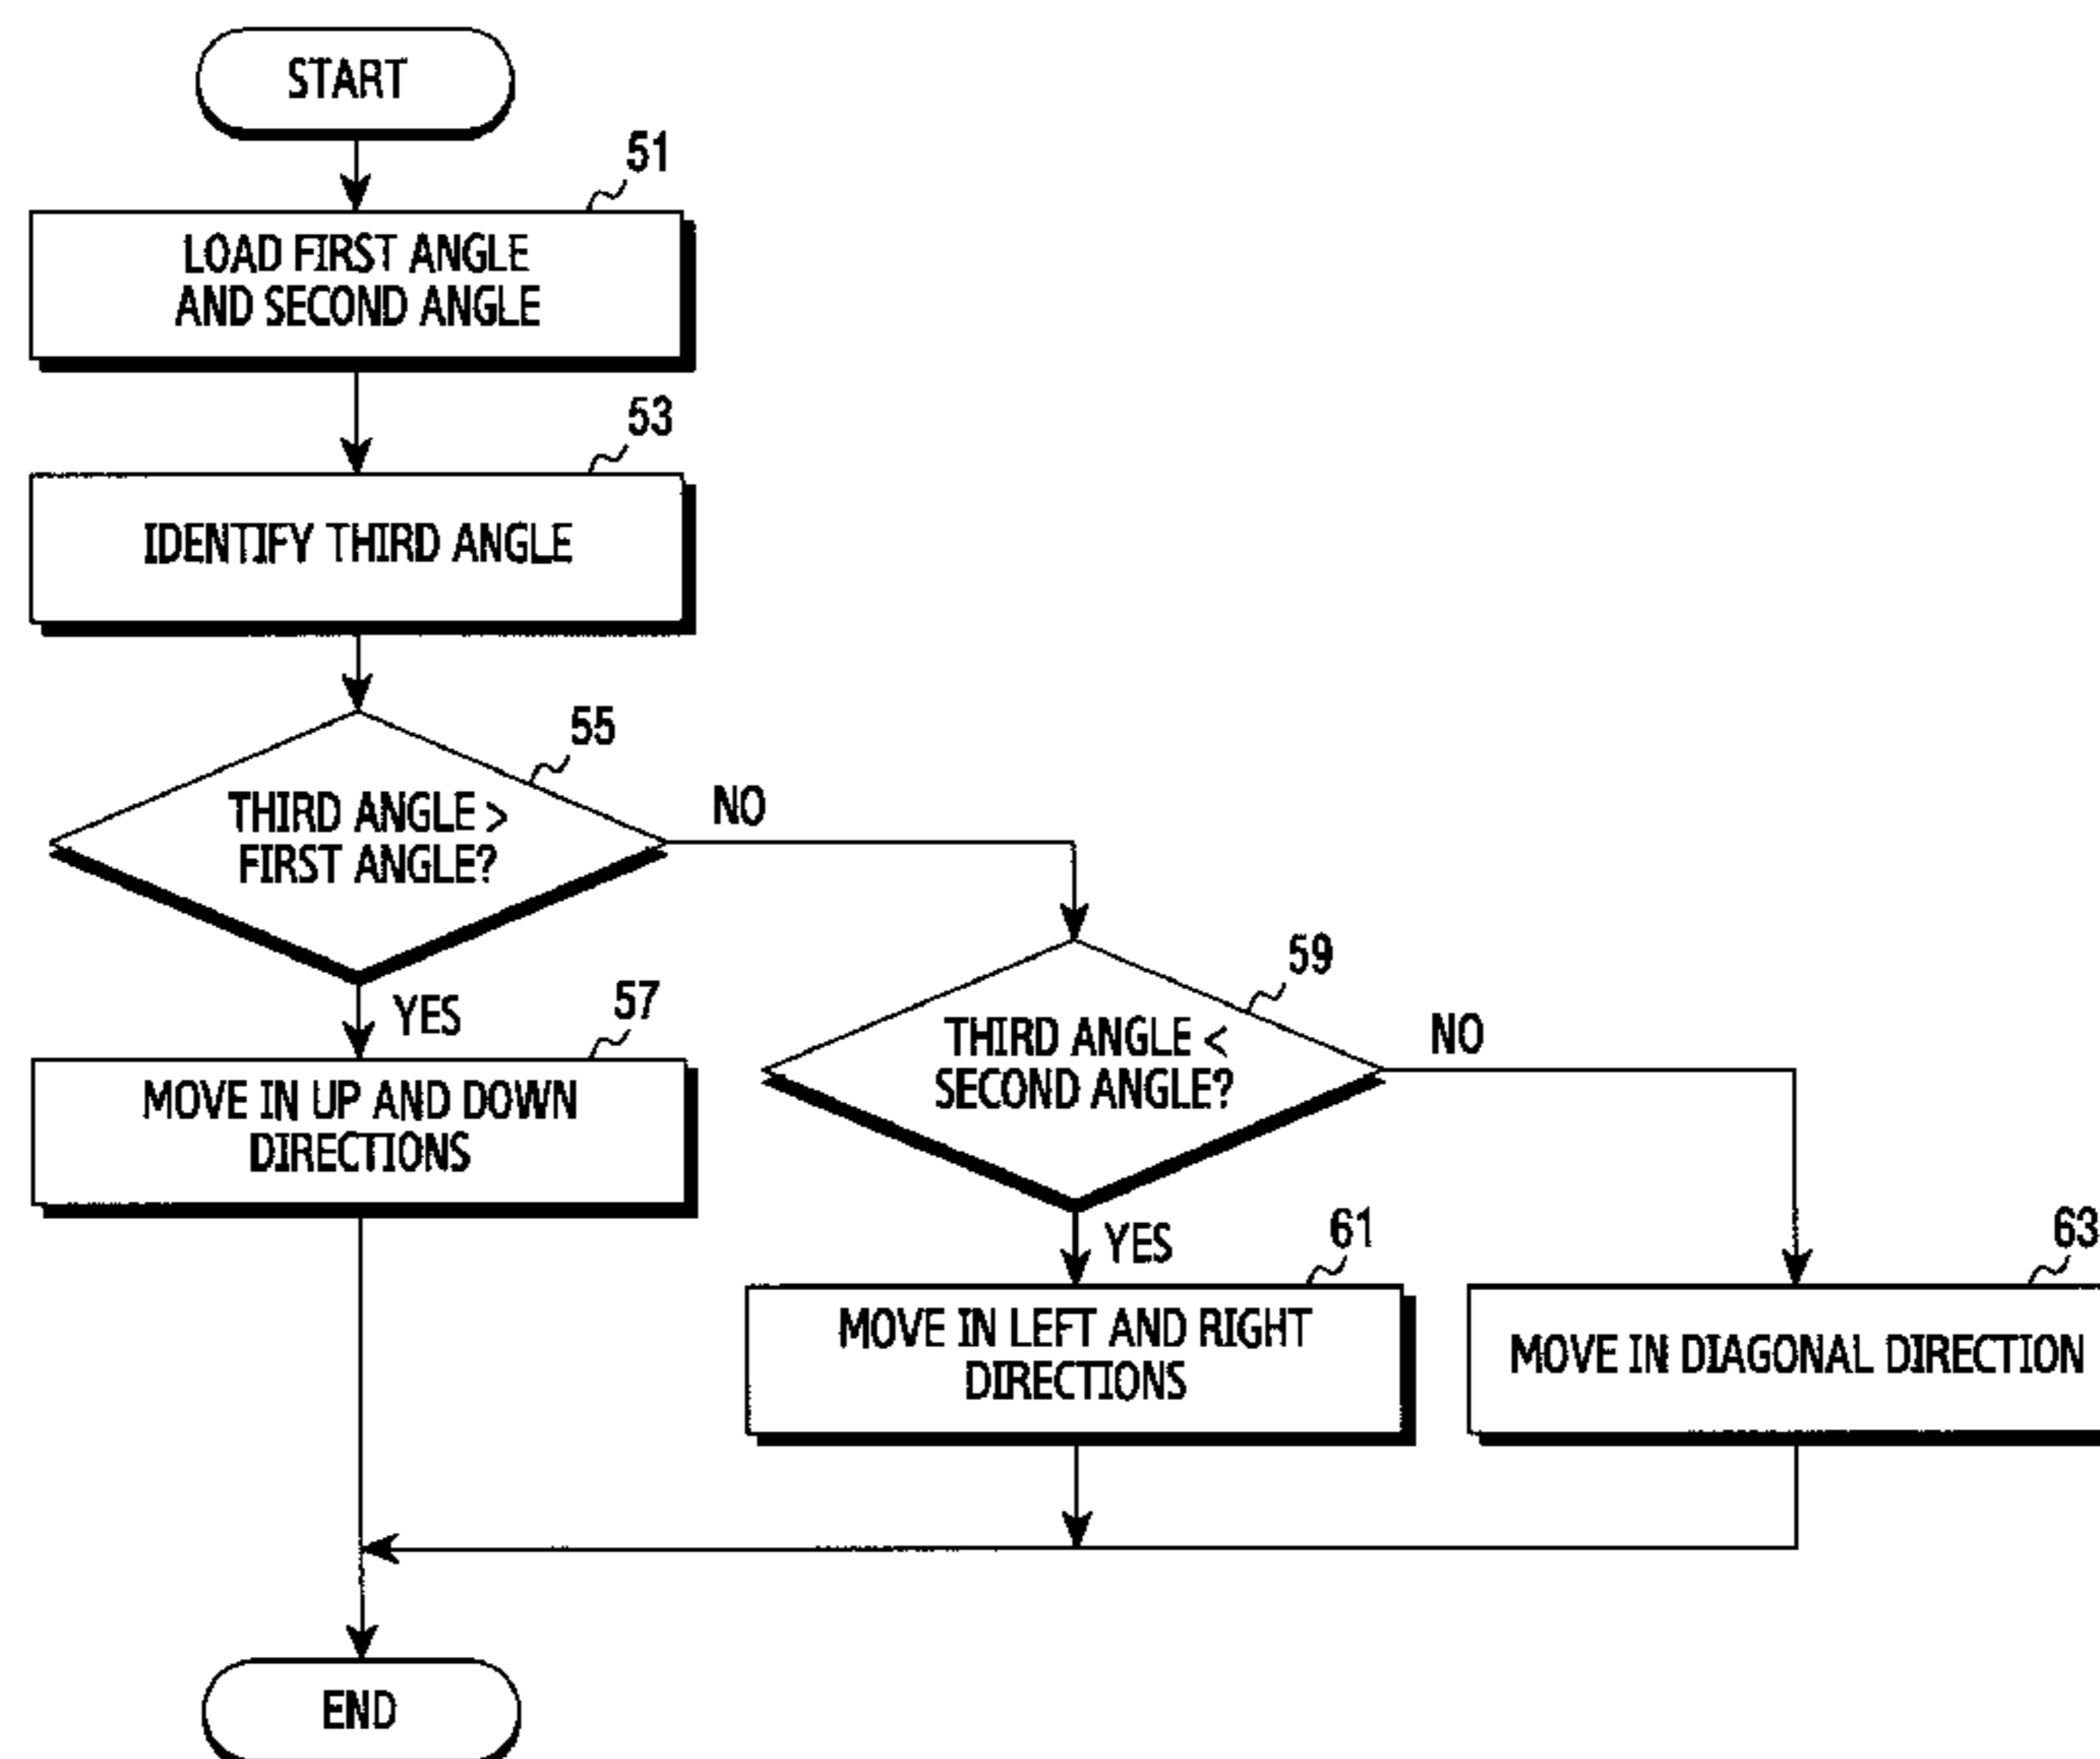 START
51
LOAD FIRST ANGLE
AND SECOND ANGLE
53
IDENTIFY THIRD ANGLE
55
THIRD ANGLE >
FIRST ANGLE?
NO
YES
57
MOVE IN UP AND DOWN
DIRECTIONS
59
THIRD ANGLE <
SECOND ANGLE?
NO
YES
61
MOVE IN LEFT AND RIGHT
DIRECTIONS
63
MOVE IN DIAGONAL DIRECTION
END